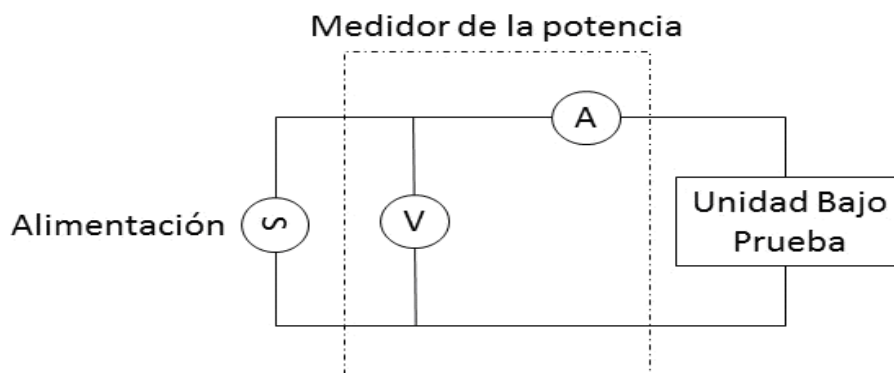 Medidor de la potencia
A
Alimentación
S
V
Unidad Bajo
Prueba